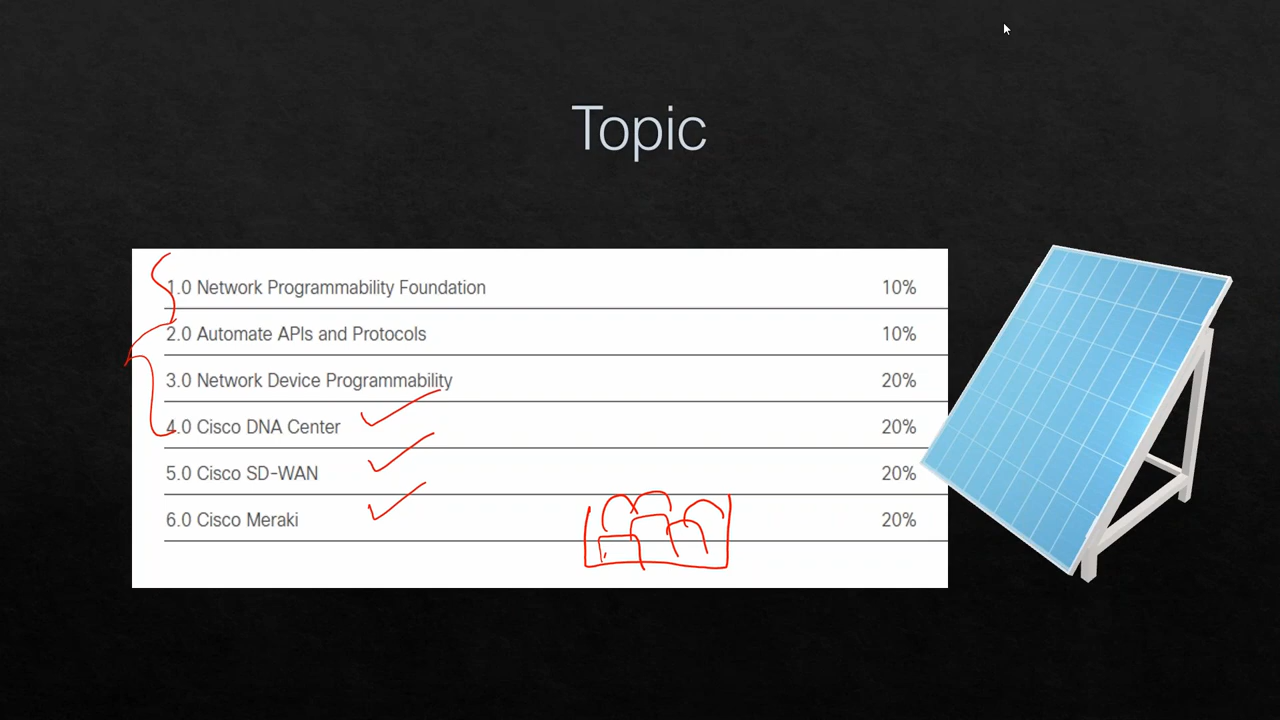 Topic
1.0 Network Programmability Foundation 10%
2.0 Automate APIs and Protocols 10%
3.0 Network Device Programmability 20%
4.0 Cisco DNA Center 20%
5.0 Cisco SD-WAN 20%
6.0 Cisco Meraki 20%